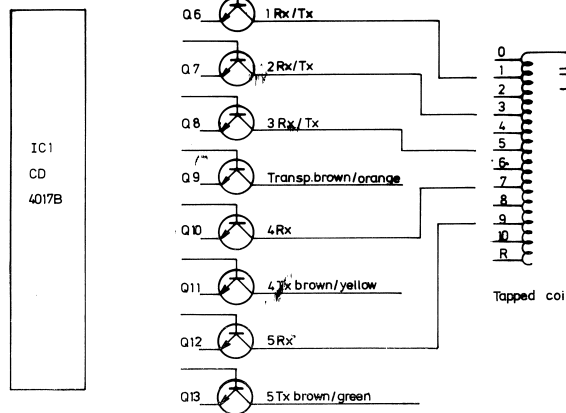 IC1
CD
4017B
Q6 1 Rx/Tx
Q7 2 Rx/Tx
Q8 3 Rx/Tx
Q9 Transp. brown/orange
Q10 4 Rx
Q11 4 Tx brown/yellow
Q12 5 Rx
Q13 5 Tx brown/green
0
1
2
3
4
5
6
7
8
9
10
R
Tapped coi